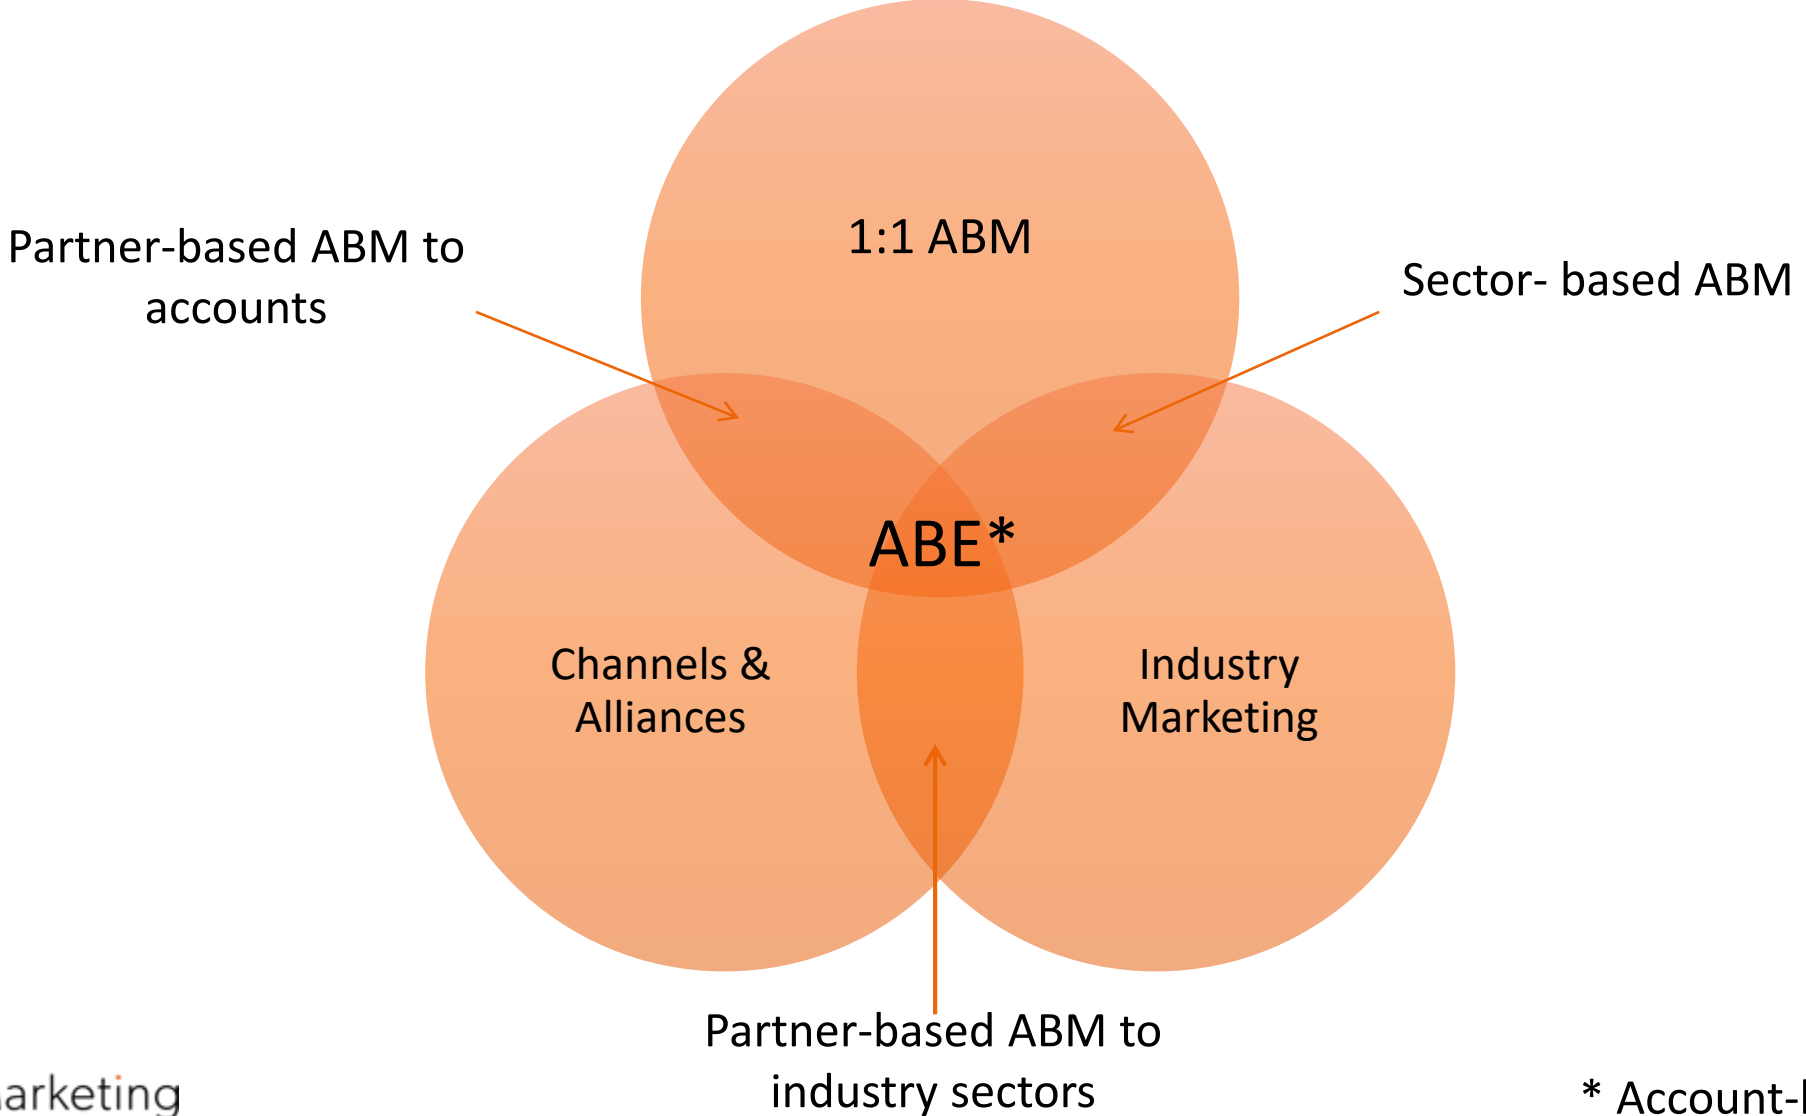 1:1 ABM
Partner-based ABM to
accounts
Sector- based ABM
ABE*
Channels &
Alliances
Industry
Marketing
Partner-based ABM to
industry sectors
arketing
* Account-